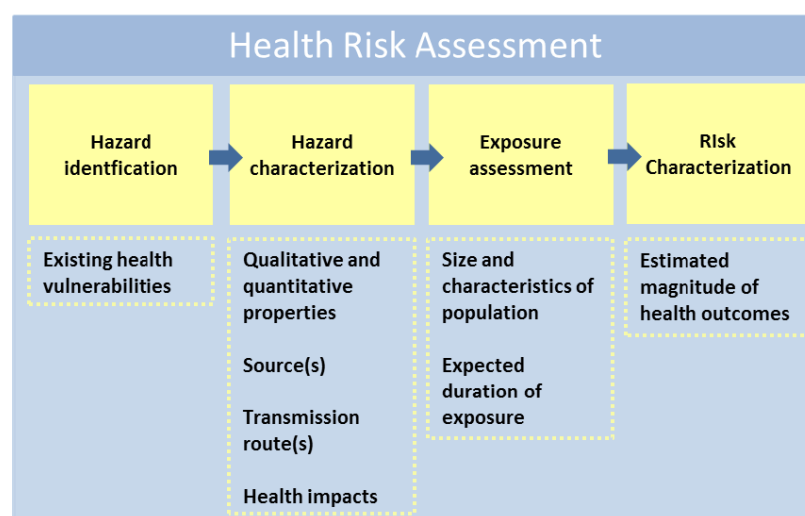 Health Risk Assessment
Hazard
identfication
Hazard
characterization
Exposure
assessment
RIsk
Characterization
Existing health
vulnerabilities
Qualitative and
quantitative
properties
Source(s)
Transmission
route(s)
Health impacts
Size and
characteristics of
population
Expected
duration of
exposure
Estimated
magnitude of
health outcomes